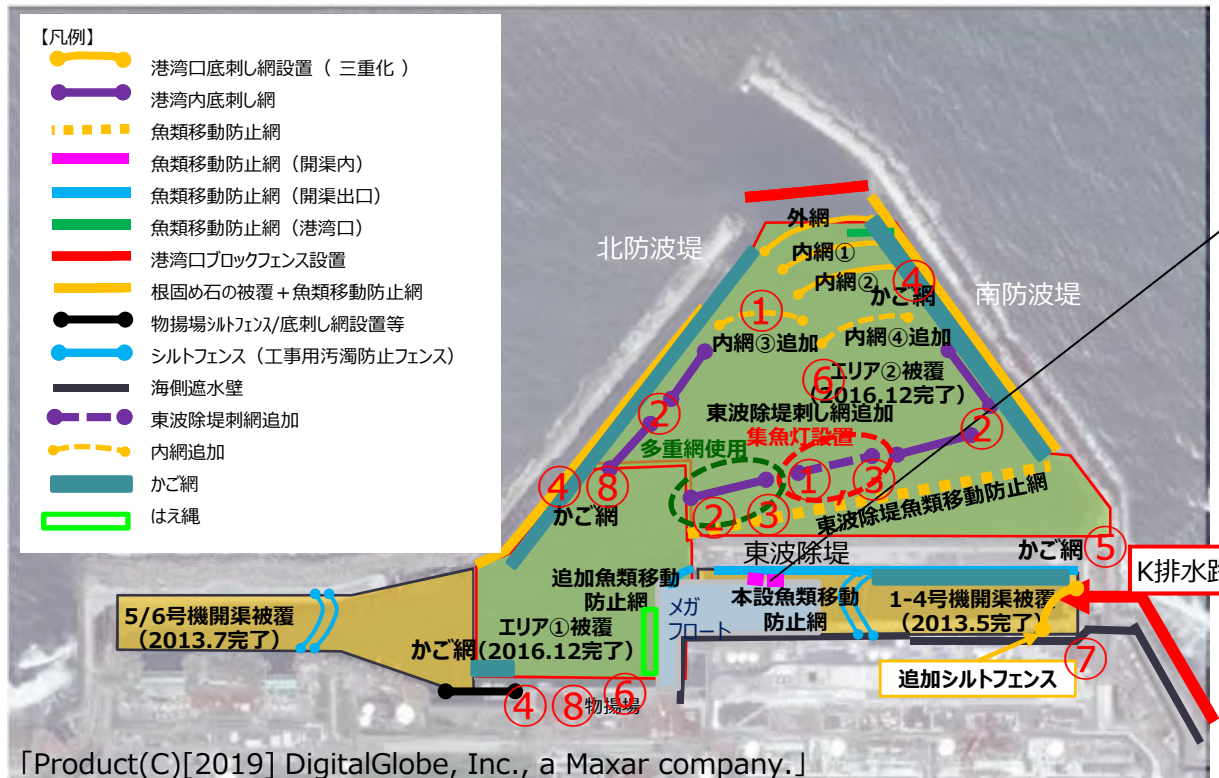 【凡例】
港湾口底刺し網設置（ 三重化 ）
港湾内底刺し網
魚類移動防止網
魚類移動防止網（開渠内）
魚類移動防止網（開渠出口）
魚類移動防止網（港湾口）
港湾口ブロックフェンス設置
根固め石の被覆＋魚類移動防止網
物揚場ｼﾙﾄﾌｪﾝｽ/底刺し網設置等
シルトフェンス（工事用汚濁防止フェンス）
海側遮水壁
東波除堤刺網追加
内網追加
かご網
はえ縄
外網
北防波堤
内網①
内網②
④
かご網
南防波堤
①
内網③追加
内網④追加
⑥
エリア②被覆
（2016.12完了）
②
東波除堤刺し網追加
②
多重網使用
集魚灯設置
④
⑧
かご網
①
③
②
③
東波除堤魚類移動防止網
東波除堤
かご網
⑤
K排水路
追加魚類移動
防止網
メガ
フロート
本設魚類移動
防止網
1-4号機開渠被覆
（2013.5完了）
5/6号機開渠被覆
（2013.7完了）
エリア①被覆
（2016.12完了）
かご網
⑦
追加シルトフェンス
④
⑧
物揚場
⑥
「Product(C)[2019] DigitalGlobe, Inc., a Maxar company.」